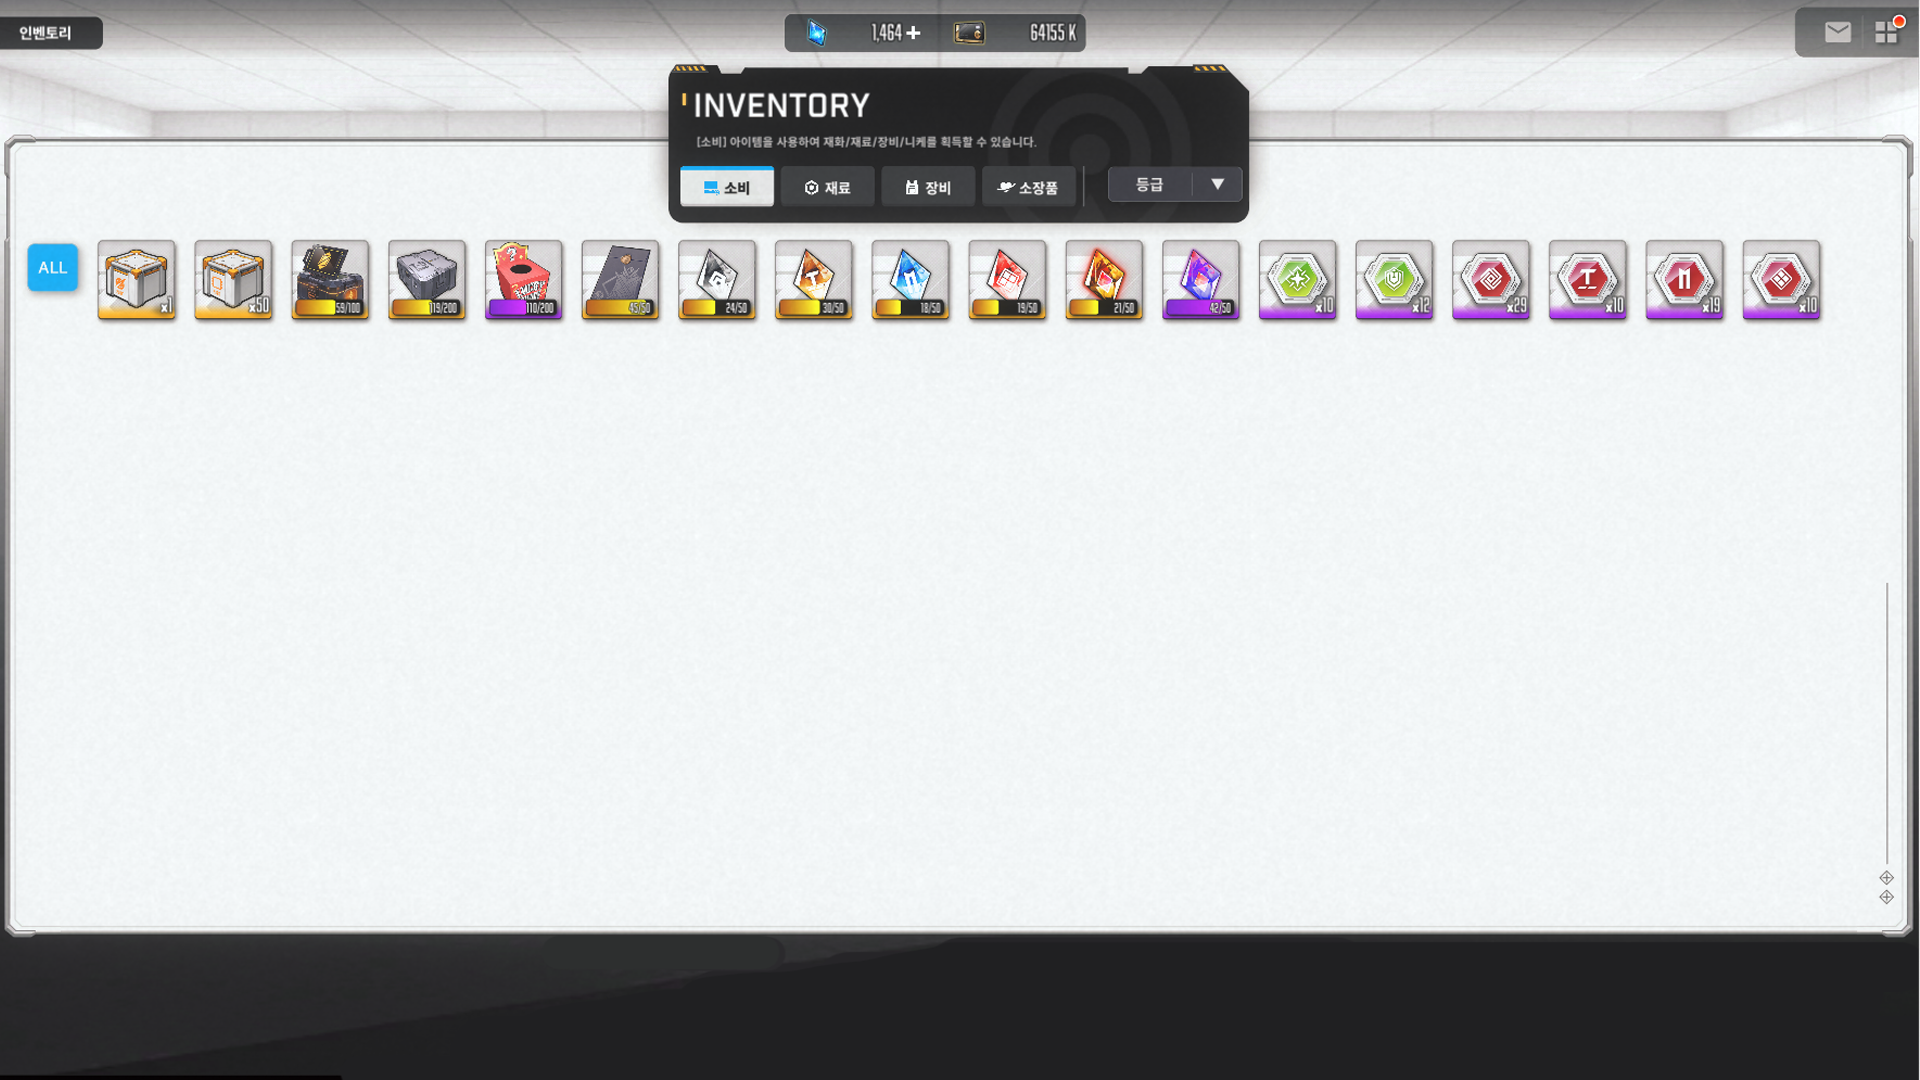 인벤토리
1,464
64155 K
INVENTORY
[소비] 아이템을 사용하여 재화/재료/장비/니케를 획득할 수 있습니다.
소비
재료
장비
소장품
등급
ALL
x1
x50
59/100
119/200
110/200
45/50
24/50
30/50
18/50
19/50
21/50
42/50
x10
x12
x29
x10
x19
x10